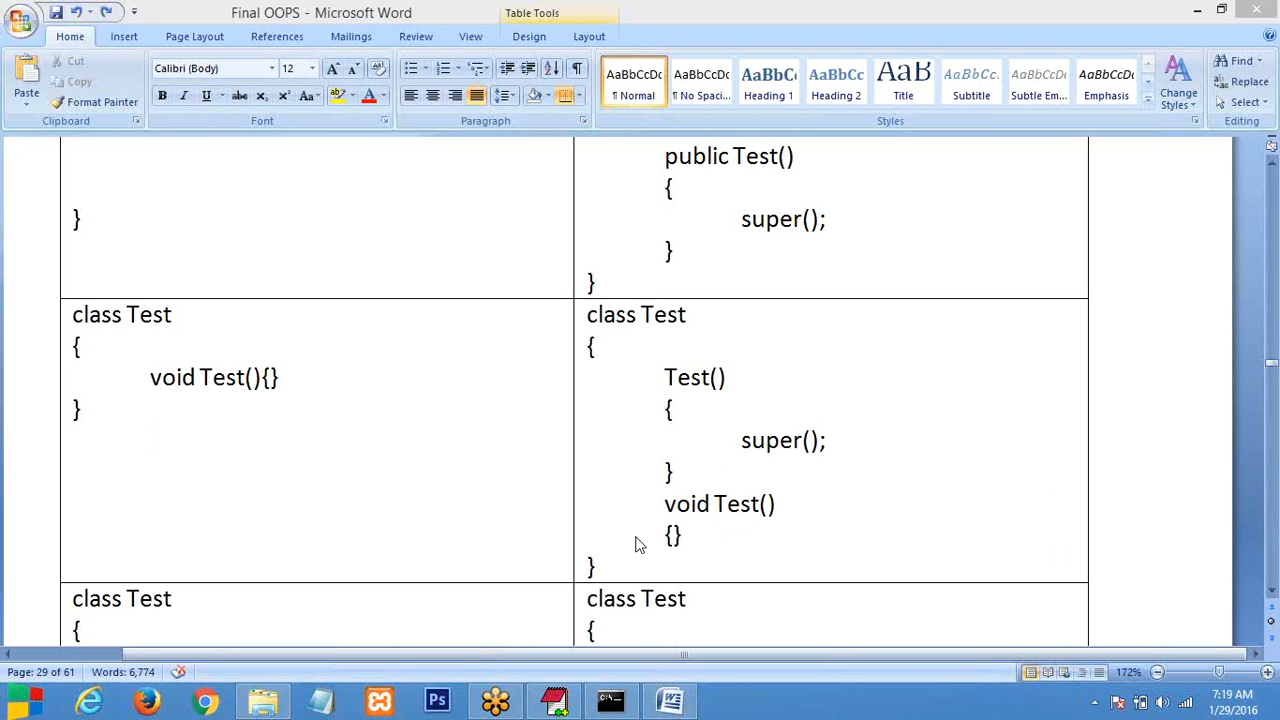 Final OOPS - Microsoft Word
Table Tools
Home
Insert
Page Layout
References
Mailings
Review
View
Design
Layout
Paste
Cut
Copy
Format Painter
Clipboard
Calibri (Body)
12
Font
Paragraph
AaBbCcDc
¶ Normal
AaBbCcDc
¶ No Spaci...
AaBbC
Heading 1
AaBbCc
Heading 2
AaB
Title
AaBbCc.
Subtitle
AaBbCcDc
Subtle Em...
AaBbCcDc
Emphasis
Change
Styles
Styles
Find
Replace
Select
Editing
}
public Test()
{
super();
}
}
class Test
{
void Test(){}
}
class Test
{
Test()
{
super();
}
void Test()
{}
}
class Test
{
class Test
{
Page: 29 of 61
Words: 6,774
172%
Ps
7:19 AM
1/29/2016